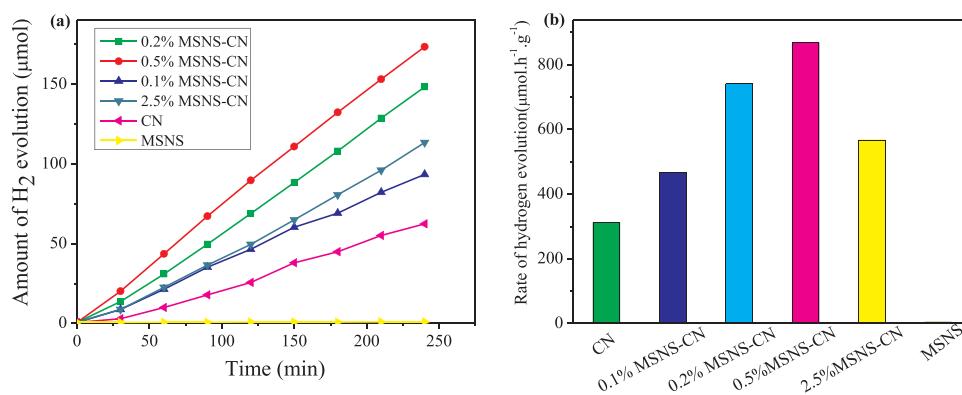 (a)
0.2% MSNS-CN
0.5% MSNS-CN
0.1% MSNS-CN
2.5% MSNS-CN
CN
MSNS
Amount of H2 evolution (μmol)
150
100
50
0
0 50 100 150 200 250
Time (min)
(b)
Rate of hydrogen evolution(μmol.h-1.g-1)
800
600
400
200
0
CN
0.1% MSNS-CN
0.2% MSNS-CN
0.5%MSNS-CN
2.5%MSNS-CN
MSNS